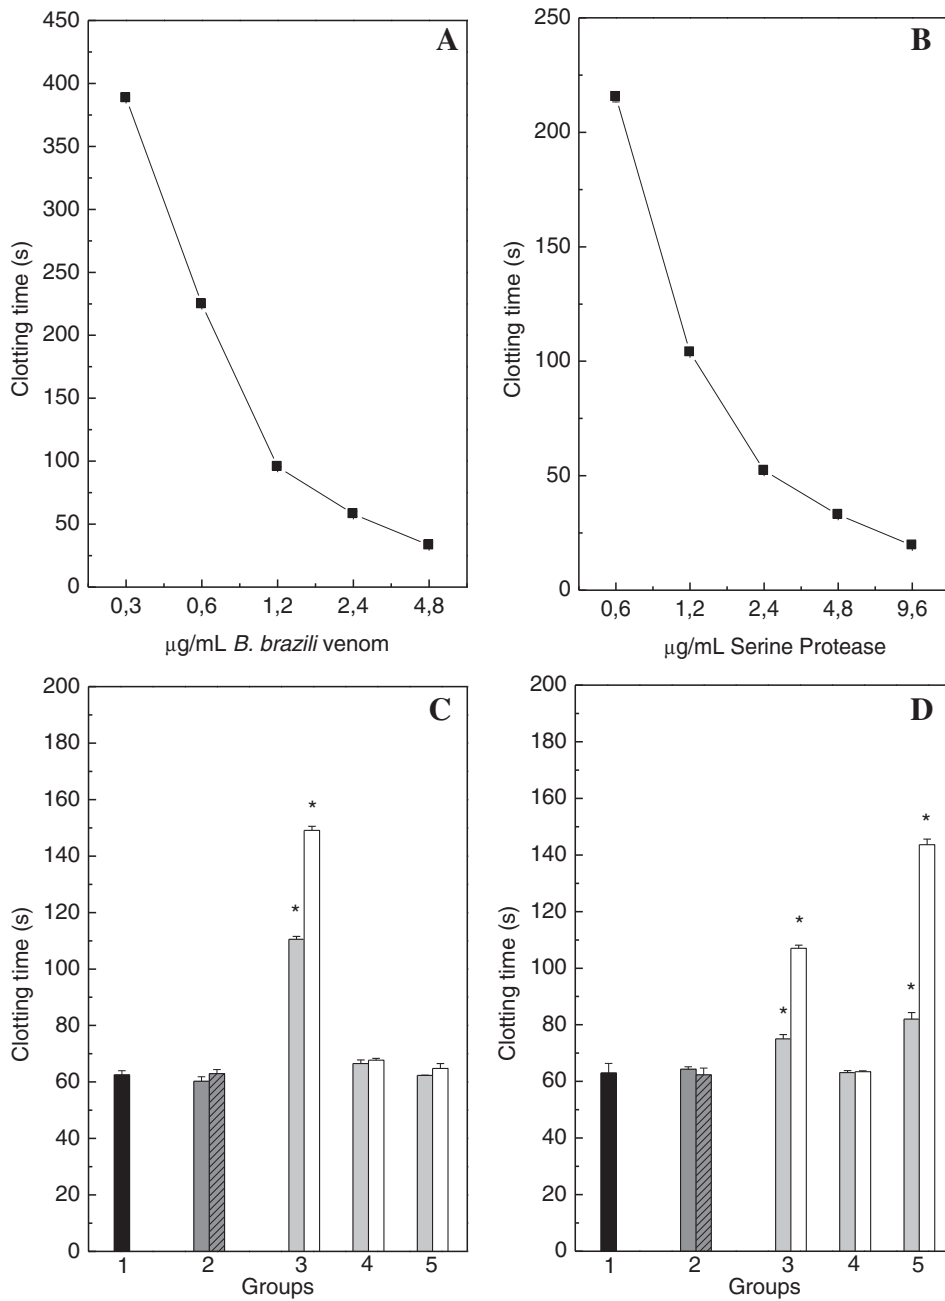 A
Clotting time (s)
450
400
350
300
250
200
150
100
50
0
0,3 0,6 1,2 2,4 4,8
µg/mL B. brazili venom
B
Clotting time (s)
250
200
150
100
50
0
0,6 1,2 2,4 4,8 9,6
µg/mL Serine Protease
C
Clotting time (s)
200
180
160
140
120
100
80
60
40
20
0
* *
1 2 3 4 5
Groups
D
Clotting time (s)
200
180
160
140
120
100
80
60
40
20
0
* * * *
1 2 3 4 5
Groups